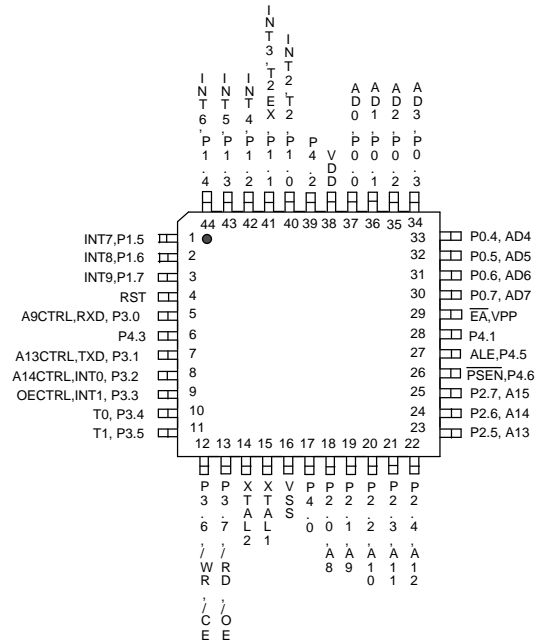 INT6,P1.4
INT5,P1.3
INT4,P1.2
INT3,T2EX,P1.1
INT2,T2,P1.0
P4.2
VDD
AD0,P0.0
AD1,P0.1
AD2,P0.2
AD3,P0.3
44 43 42 41 40 39 38 37 36 35 34
INT7,P1.5 1
INT8,P1.6 2
INT9,P1.7 3
RST 4
A9CTRL,RXD, P3.0 5
P4.3 6
A13CTRL,TXD, P3.1 7
A14CTRL,INT0, P3.2 8
OECTRL,INT1, P3.3 9
T0, P3.4 10
T1, P3.5 11
33 P0.4, AD4
32 P0.5, AD5
31 P0.6, AD6
30 P0.7, AD7
29 EA,VPP
28 P4.1
27 ALE,P4.5
26 PSEN,P4.6
25 P2.7, A15
24 P2.6, A14
23 P2.5, A13
12 13 14 15 16 17 18 19 20 21 22
P3.6,/WR,/CE
P3.7,/RD,/OE
XTAL2
XTAL1
VSS
P4.0
P2.0,A8
P2.1,A9
P2.2,A10
P2.3,A11
P2.4,A12